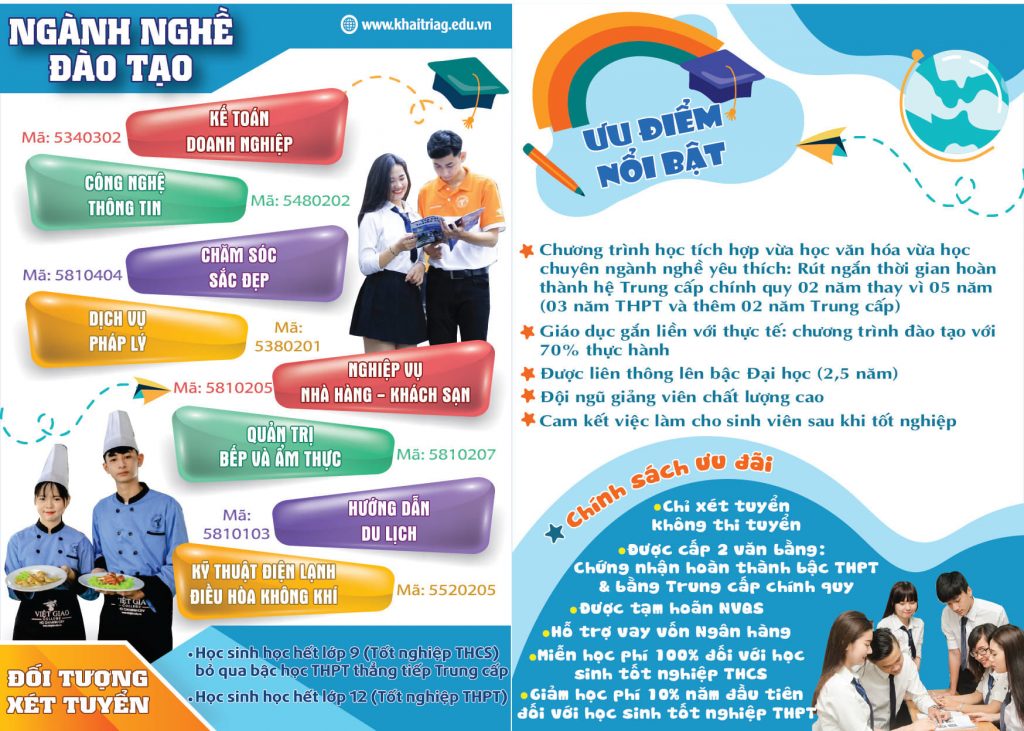 NGÀNH NGHỀ
ĐÀO TẠO
www.khaitriag.edu.vn
KẾ TOÁN
DOANH NGHIỆP
Mã: 5340302
CÔNG NGHỆ
THÔNG TIN
Mã: 5480202
CHĂM SÓC
SẮC ĐẸP
Mã: 5810404
DỊCH VỤ
PHÁP LÝ
Mã:
5380201
NGHIỆP VỤ
NHÀ HÀNG – KHÁCH SẠN
Mã: 5810205
QUẢN TRỊ
BẾP VÀ ẨM THỰC
Mã: 5810207
HƯỚNG DẪN
DU LỊCH
Mã:
5810103
KỸ THUẬT ĐIỆN LẠNH
ĐIỀU HÒA KHÔNG KHÍ
Mã: 5520205
VIỆT GIAO
COLLEGE
VIỆT GIA
ĐỐI TƯỢNG
XÉT TUYỂN
• Học sinh học hết lớp 9 (Tốt nghiệp THCS)
bỏ qua bậc học THPT thẳng tiếp Trung cấp
• Học sinh học hết lớp 12 (Tốt nghiệp THPT)
ƯU ĐIỂM
NỔI BẬT
Chương trình học tích hợp vừa học văn hóa vừa học
chuyên ngành nghề yêu thích: Rút ngắn thời gian hoàn
thành hệ Trung cấp chính quy 02 năm thay vì 05 năm
(03 năm THPT và thêm 02 năm Trung cấp)
Giáo dục gắn liền với thực tế: chương trình đào tạo với
70% thực hành
Được liên thông lên bậc Đại học (2,5 năm)
Đội ngũ giảng viên chất lượng cao
Cam kết việc làm cho sinh viên sau khi tốt nghiệp
Chính sách ưu đãi
•Chỉ xét tuyển
không thi tuyển
•Được cấp 2 văn bằng:
Chứng nhận hoàn thành bậc THPT
& bằng Trung cấp chính quy
•Được tạm hoãn NVQS
•Hỗ trợ vay vốn Ngân hàng
•Miễn học phí 100% đối với học
sinh tốt nghiệp THCS
•Giảm học phí 10% năm đầu tiên
đối với học sinh tốt nghiệp THPT